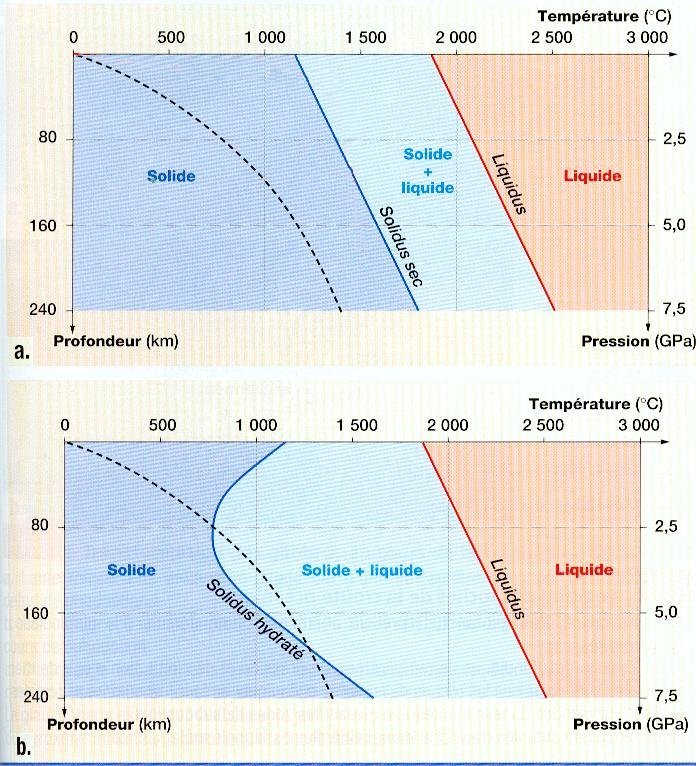 Température (°C)
0 500 1 000 1 500 2 000 2 500 3 000
80 2,5
Solide
+
liquide
Solide
Liquide
Liquidus
Solidus sec
160 5,0
240 7,5
Profondeur (km) Pression (GPa)
a.
Température (°C)
0 500 1 000 1 500 2 000 2 500 3 000
80 2,5
Solide Solide + liquide Liquide
Liquidus
Solidus hydraté
160 5,0
240 7,5
Profondeur (km) Pression (GPa)
b.